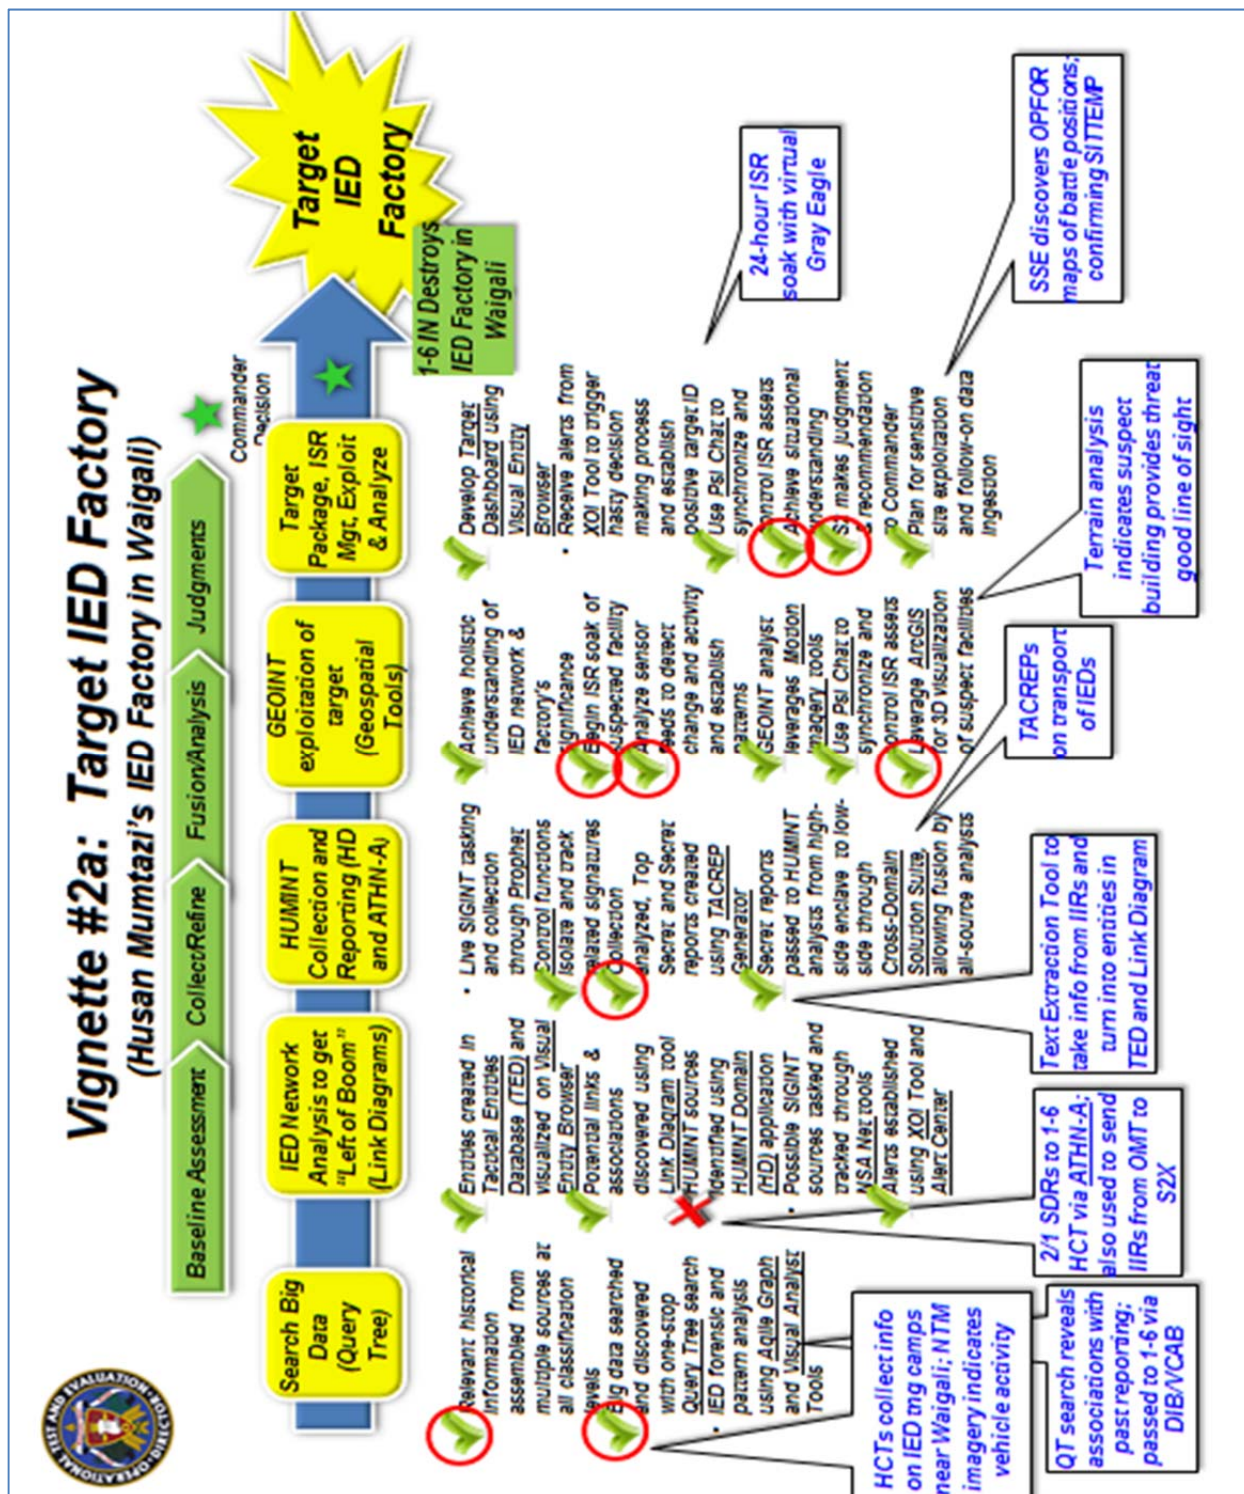 Vignette #2a: Target IED Factory
(Husan Mumtazi's IED Factory in Waigali)
Baseline Assessment
Collect/Refine
Fusion/Analysis
Judgments
Commander
Decision
Search Big
Data
(Query
Tree)
IED Network
Analysis to get
"Left of Boom"
(Link Diagrams)
HUMINT
Collection and
Reporting (HD
and ATHN-A)
GEOINT
exploitation of
target
(Geospatial
Tools)
Target
Package, ISR
Mgt, Exploit
& Analyze
Target
IED
Factory
1-6 IN Destroys
IED Factory in
Waigali
Relevant historical
information
assembled from
multiple sources at
all classification
levels
Big data searched
and discovered
with one-stop
Query Tree search
• IED forensic and
pattern analysis
using Agile Graph
and Visual Analyst
Tools
Entities created in
Tactical Entities
Database (TED) and
visualized on Visual
Entity Browser
Potential links &
associations
discovered using
Link Diagram tool
HUMINT sources
identified using
HUMINT Domain
(HD) application
• Possible SIGINT
sources tasked and
tracked through
NSA Net tools
Alerts established
using XOI Tool and
Alert Center
• Live SIGINT tasking
and collection
through Prophet
Control functions
Isolate and track
related signatures
Collection
analyzed, Top
Secret and Secret
reports created
using TACREP
Generator
Secret reports
passed to HUMINT
analysts from high-
side enclave to low-
side through
Cross-Domain
Solution Suite,
allowing fusion by
all-source analysts
Achieve holistic
understanding of
IED network &
factory's
significance
Begin ISR soak of
suspected facility
Analyze sensor
feeds to detect
change and activity
and establish
patterns
GEOINT analyst
leverages Motion
Imagery tools
Use Psi Chat to
synchronize and
control ISR assets
Leverage ArcGIS
for 3D visualization
of suspect facilities
Develop Target
Dashboard using
Visual Entity
Browser
• Receive alerts from
XOI Tool to trigger
hasty decision
making process
and establish
positive target ID
Use Psi Chat to
synchronize and
control ISR assets
Achieve situational
understanding
S2 makes judgment
& recommendation
to Commander
Plan for sensitive
site exploitation
and follow-on data
ingestion
HCTs collect info
on IED tng camps
near Waigali; NTM
imagery indicates
vehicle activity
QT search reveals
associations with
past reporting;
passed to 1-6 via
DIB/VCAB
2/1 SDRs to 1-6
HCT via ATHN-A;
also used to send
IIRs from OMT to
S2X
Text Extraction Tool to
take info from IIRs and
turn into entities in
TED and Link Diagram
TACREPs
on transport
of IEDs
Terrain analysis
indicates suspect
building provides threat
good line of sight
24-hour ISR
soak with virtual
Gray Eagle
SSE discovers OPFOR
maps of battle positions;
confirming SITTEMP
DIRECTOR
OPERATIONAL TEST AND EVALUATION